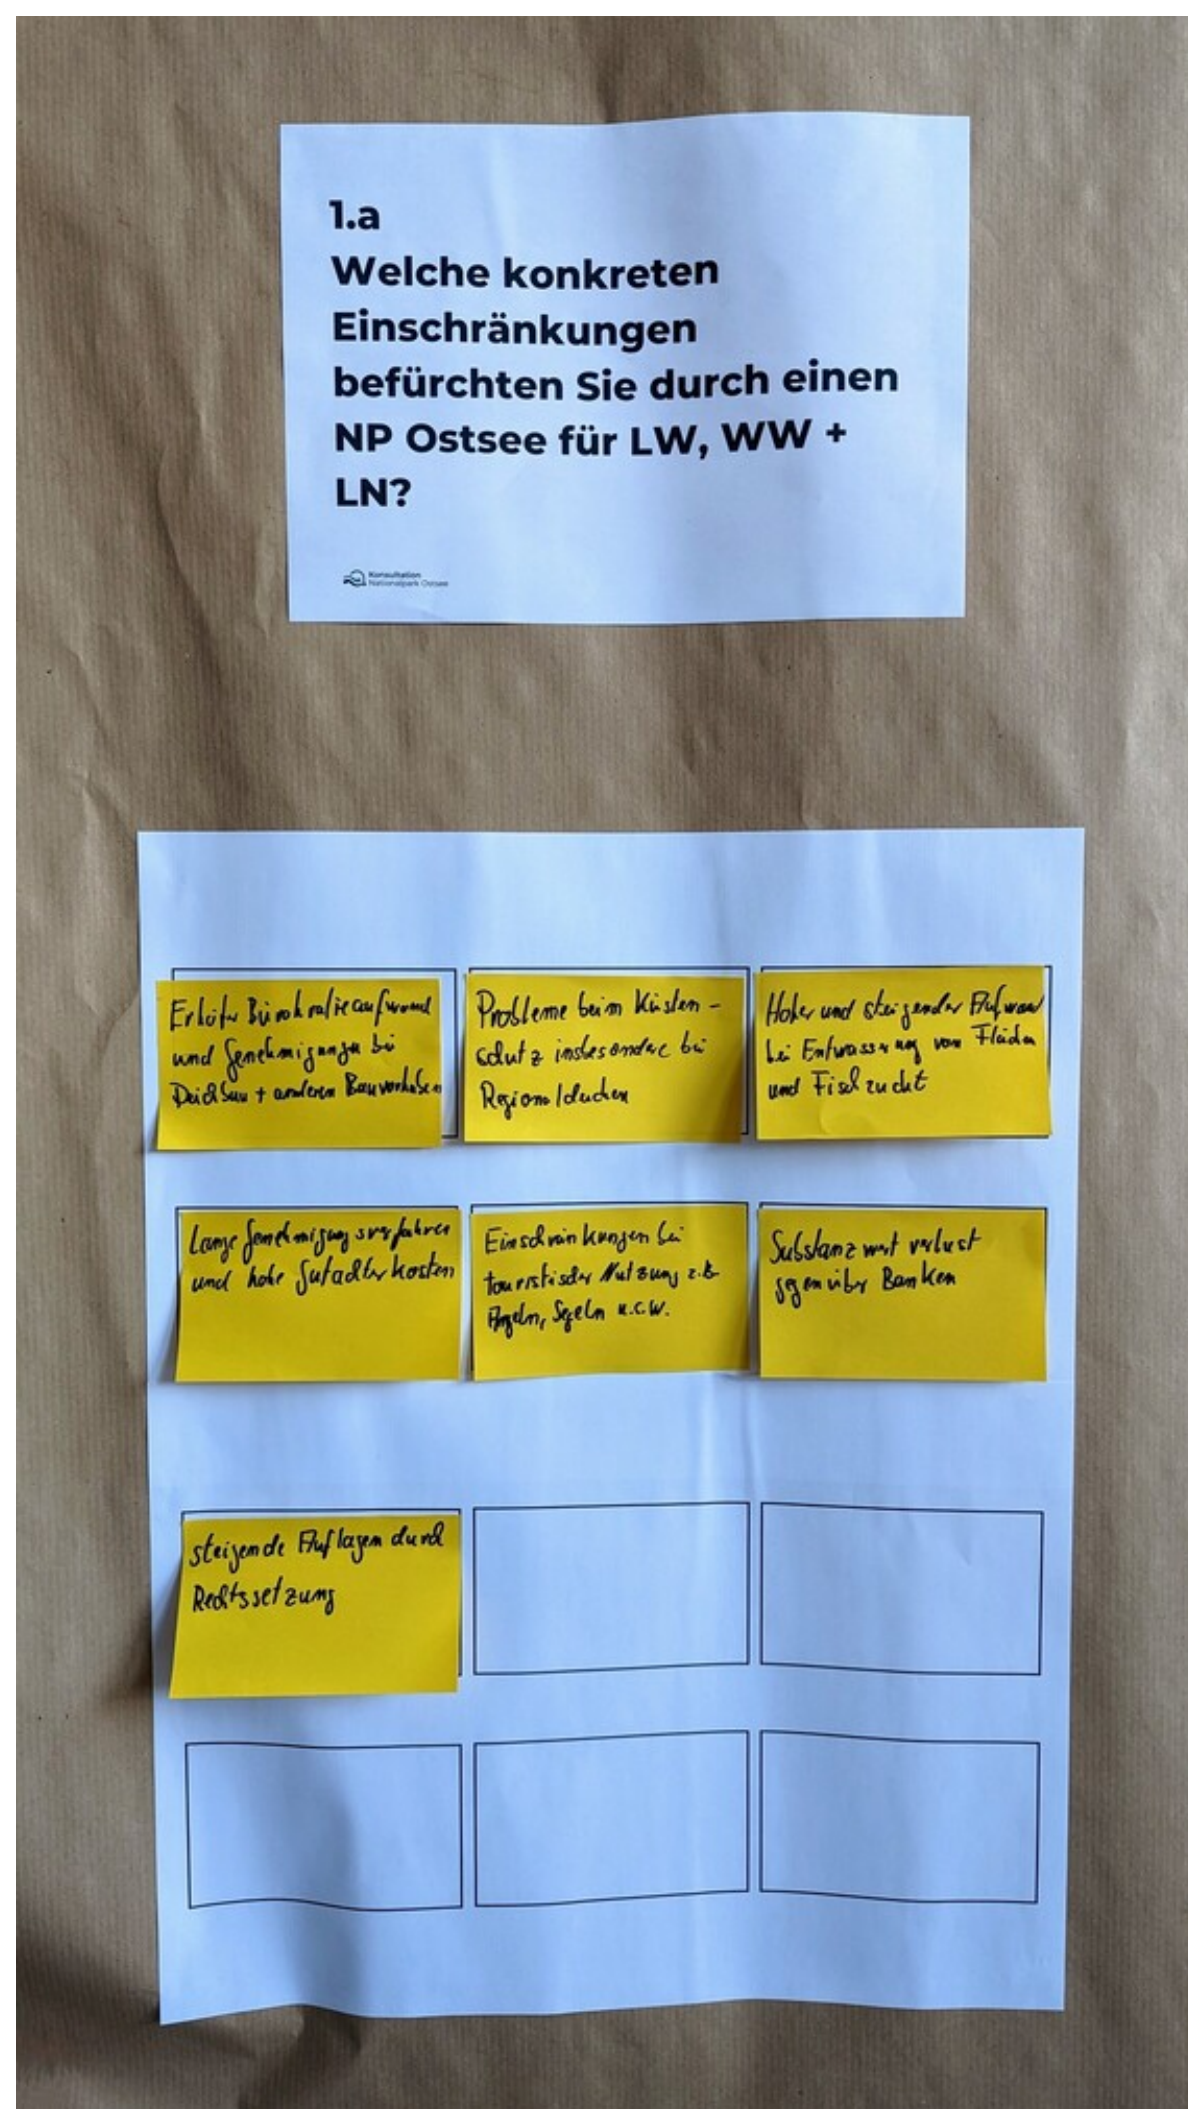 1.a
Welche konkreten
Einschränkungen
befürchten Sie durch einen
NP Ostsee für LW, WW +
LN?
Konsultation
Nationalpark Ostsee
Erhöter Bürokratieaufwand
und Genehmigungen bei
Deichbau + anderen Bauvorhaben
Probleme beim Küsten-
schutz insbesondere bei
Regionaldeichen
Hoher und steigender Aufwand
bei Entwässerung von Flächen
und Fischzucht
Lange Genehmigungsverfahren
und hohe Gutachterkosten
Einschränkungen bei
touristischer Nutzung z.B.
Angeln, Segeln u.s.w.
Substanzwertverlust
gegenüber Banken
steigende Auflagen durch
Rechtssetzung